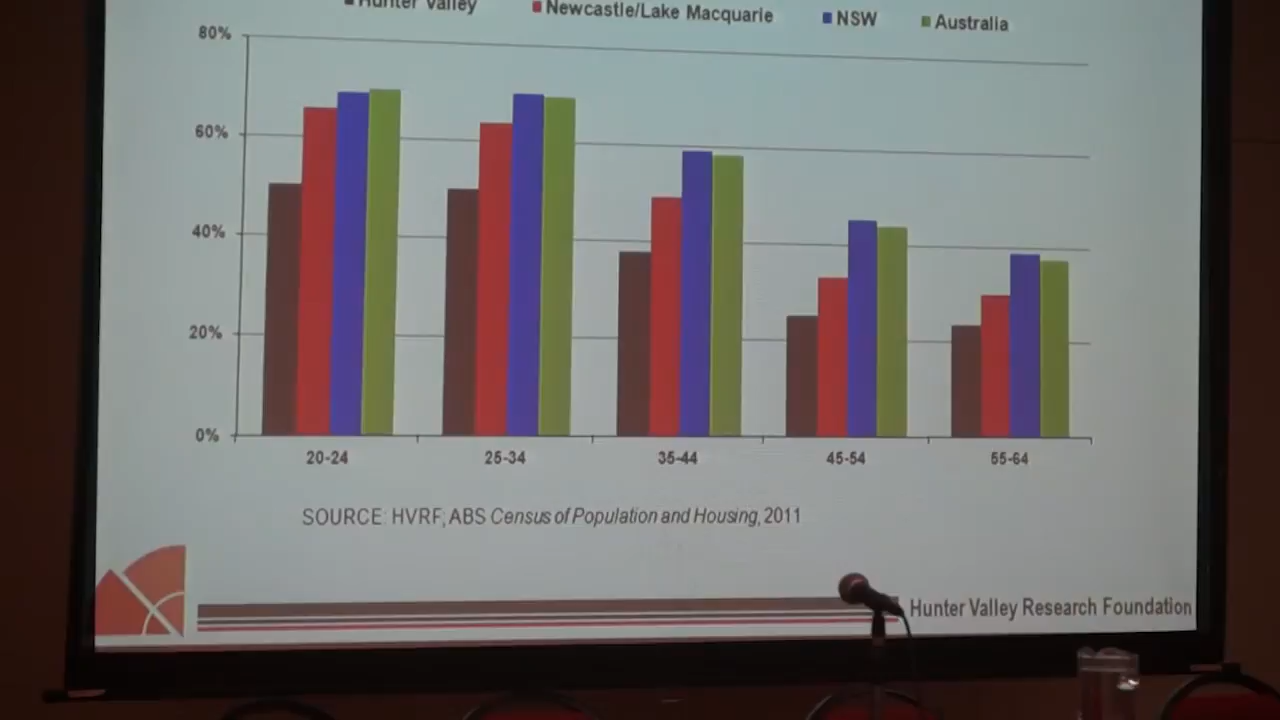 Hunter Valley Newcastle/Lake Macquarie NSW Australia
80%
60%
40%
20%
0%
20-24 25-34 35-44 45-54 55-64
SOURCE: HVRF; ABS Census of Population and Housing, 2011
Hunter Valley Research Foundation